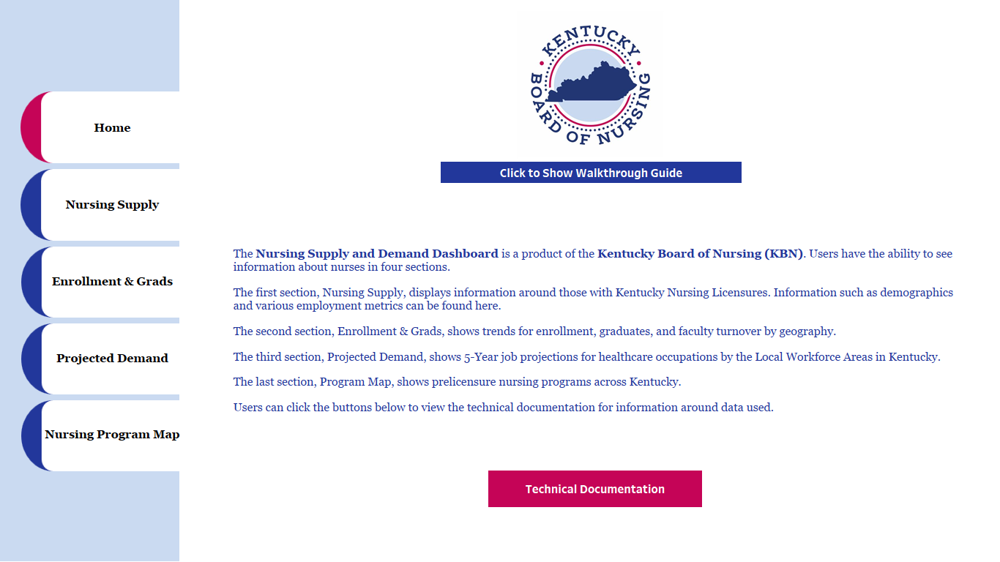 KENTUCKY
BOARD OF NURSING
Home
Nursing Supply
Enrollment & Grads
Projected Demand
Nursing Program Map
Click to Show Walkthrough Guide
The Nursing Supply and Demand Dashboard is a product of the Kentucky Board of Nursing (KBN). Users have the ability to see
information about nurses in four sections.
The first section, Nursing Supply, displays information around those with Kentucky Nursing Licensures. Information such as demographics
and various employment metrics can be found here.
The second section, Enrollment & Grads, shows trends for enrollment, graduates, and faculty turnover by geography.
The third section, Projected Demand, shows 5-Year job projections for healthcare occupations by the Local Workforce Areas in Kentucky.
The last section, Program Map, shows prelicensure nursing programs across Kentucky.
Users can click the buttons below to view the technical documentation for information around data used.
Technical Documentation